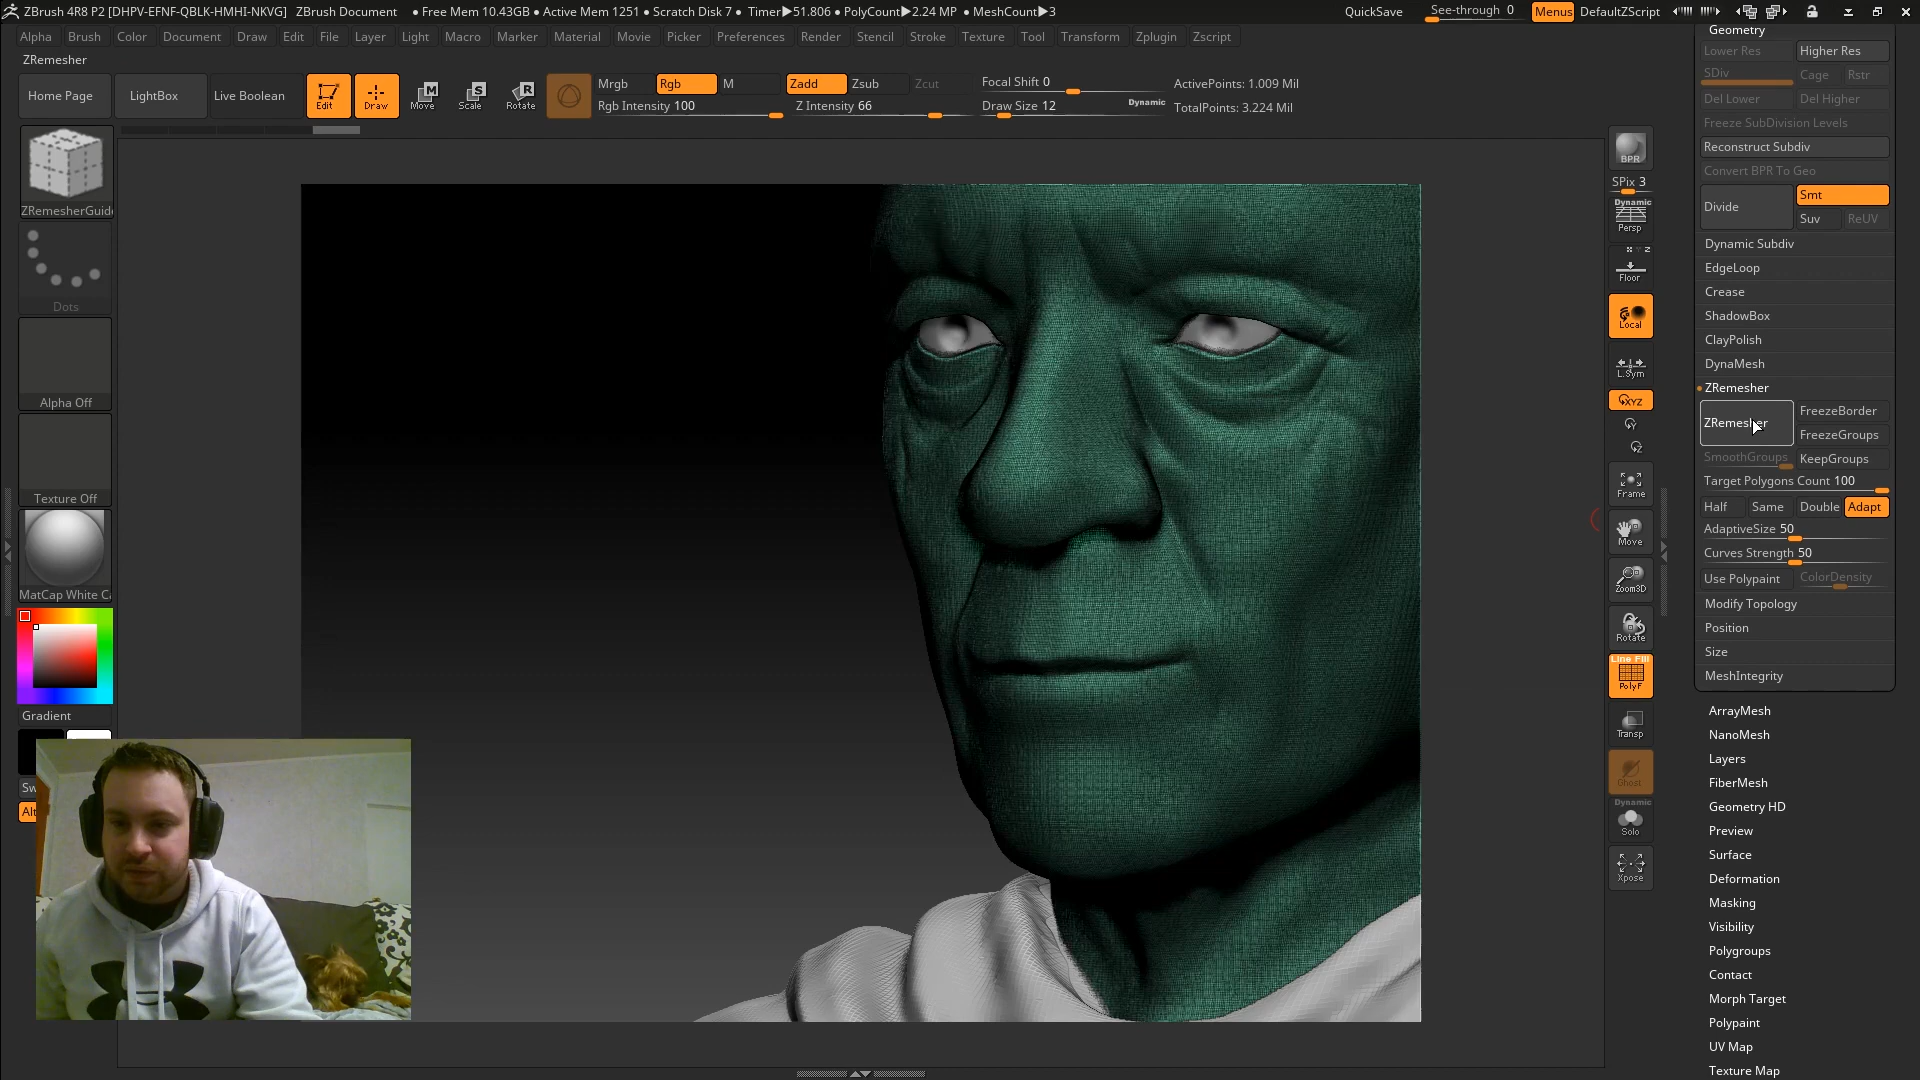 ZBrush 4R8 P2 [DHPV-EFNF-QBLK-HMHI-NKVG]   ZBrush Document   • Free Mem 10.43GB • Active Mem 1251 • Scratch Disk 7 •  Timer▶51.806 • PolyCount▶2.24 MP  • MeshCount▶3   QuickSave   See-through 0   Menus   DefaultZScript
Alpha Brush Color Document Draw Edit File Layer Light Macro Marker Material Movie Picker Preferences Render Stencil Stroke Texture Tool Transform Zplugin Zscript
ZRemesher
Home Page
LightBox
Live Boolean
Edit
Draw
Move
Scale
Rotate
Mrgb
Rgb
M
Rgb Intensity 100
Zadd
Zsub
Zcut
Z Intensity 66
Focal Shift 0
Draw Size 12
Dynamic
ActivePoints: 1.009 Mil
TotalPoints: 3.224 Mil
ZRemesherGuid
Dots
Alpha Off
Texture Off
MatCap White C
Gradient
Sw
Alt
BPR
SPix 3
Dynamic
Persp
Floor
Local
L.Sym
XYZ
Frame
Move
Zoom3D
Rotate
Line Fill
PolyF
Transp
Ghost
Dynamic
Solo
Xpose
Geometry
Lower Res
Higher Res
SDiv
Cage
Rstr
Del Lower
Del Higher
Freeze SubDivision Levels
Reconstruct Subdiv
Convert BPR To Geo
Divide
Smt
Suv
ReUV
Dynamic Subdiv
EdgeLoop
Crease
ShadowBox
ClayPolish
DynaMesh
ZRemesher
ZRemesher
FreezeBorder
FreezeGroups
SmoothGroups
KeepGroups
Target Polygons Count 100
Half
Same
Double
Adapt
AdaptiveSize 50
Curves Strength 50
Use Polypaint
ColorDensity
Modify Topology
Position
Size
MeshIntegrity
ArrayMesh
NanoMesh
Layers
FiberMesh
Geometry HD
Preview
Surface
Deformation
Masking
Visibility
Polygroups
Contact
Morph Target
Polypaint
UV Map
Texture Map